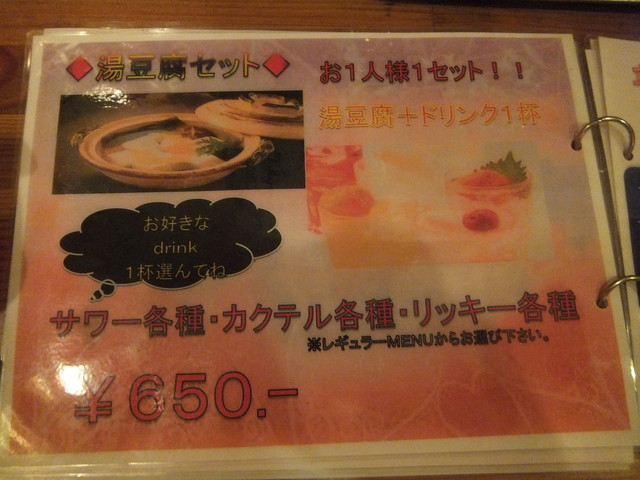 ◆湯豆腐セット◆
お1人様1セット！！
湯豆腐＋ドリンク1杯
お好きな
drink
1杯選んでね
サワー各種・カクテル各種・リッキー各種
※レギュラーMENUからお選び下さい。
￥650.-